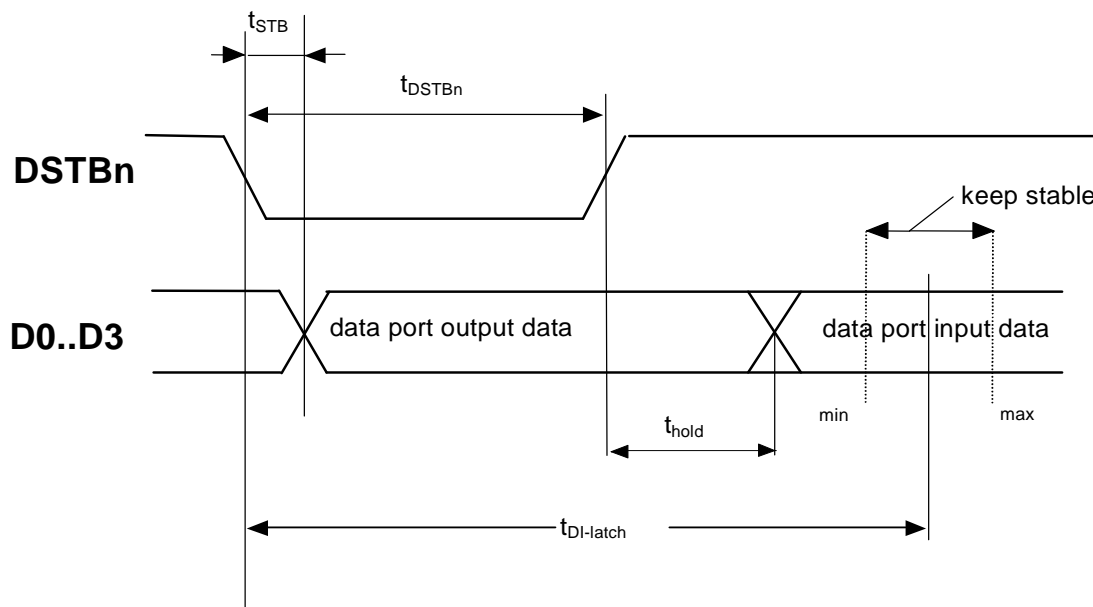 tSTB
tDSTBn
DSTBn
keep stable
D0..D3
data port output data
data port input data
min
max
thold
tDI-latch